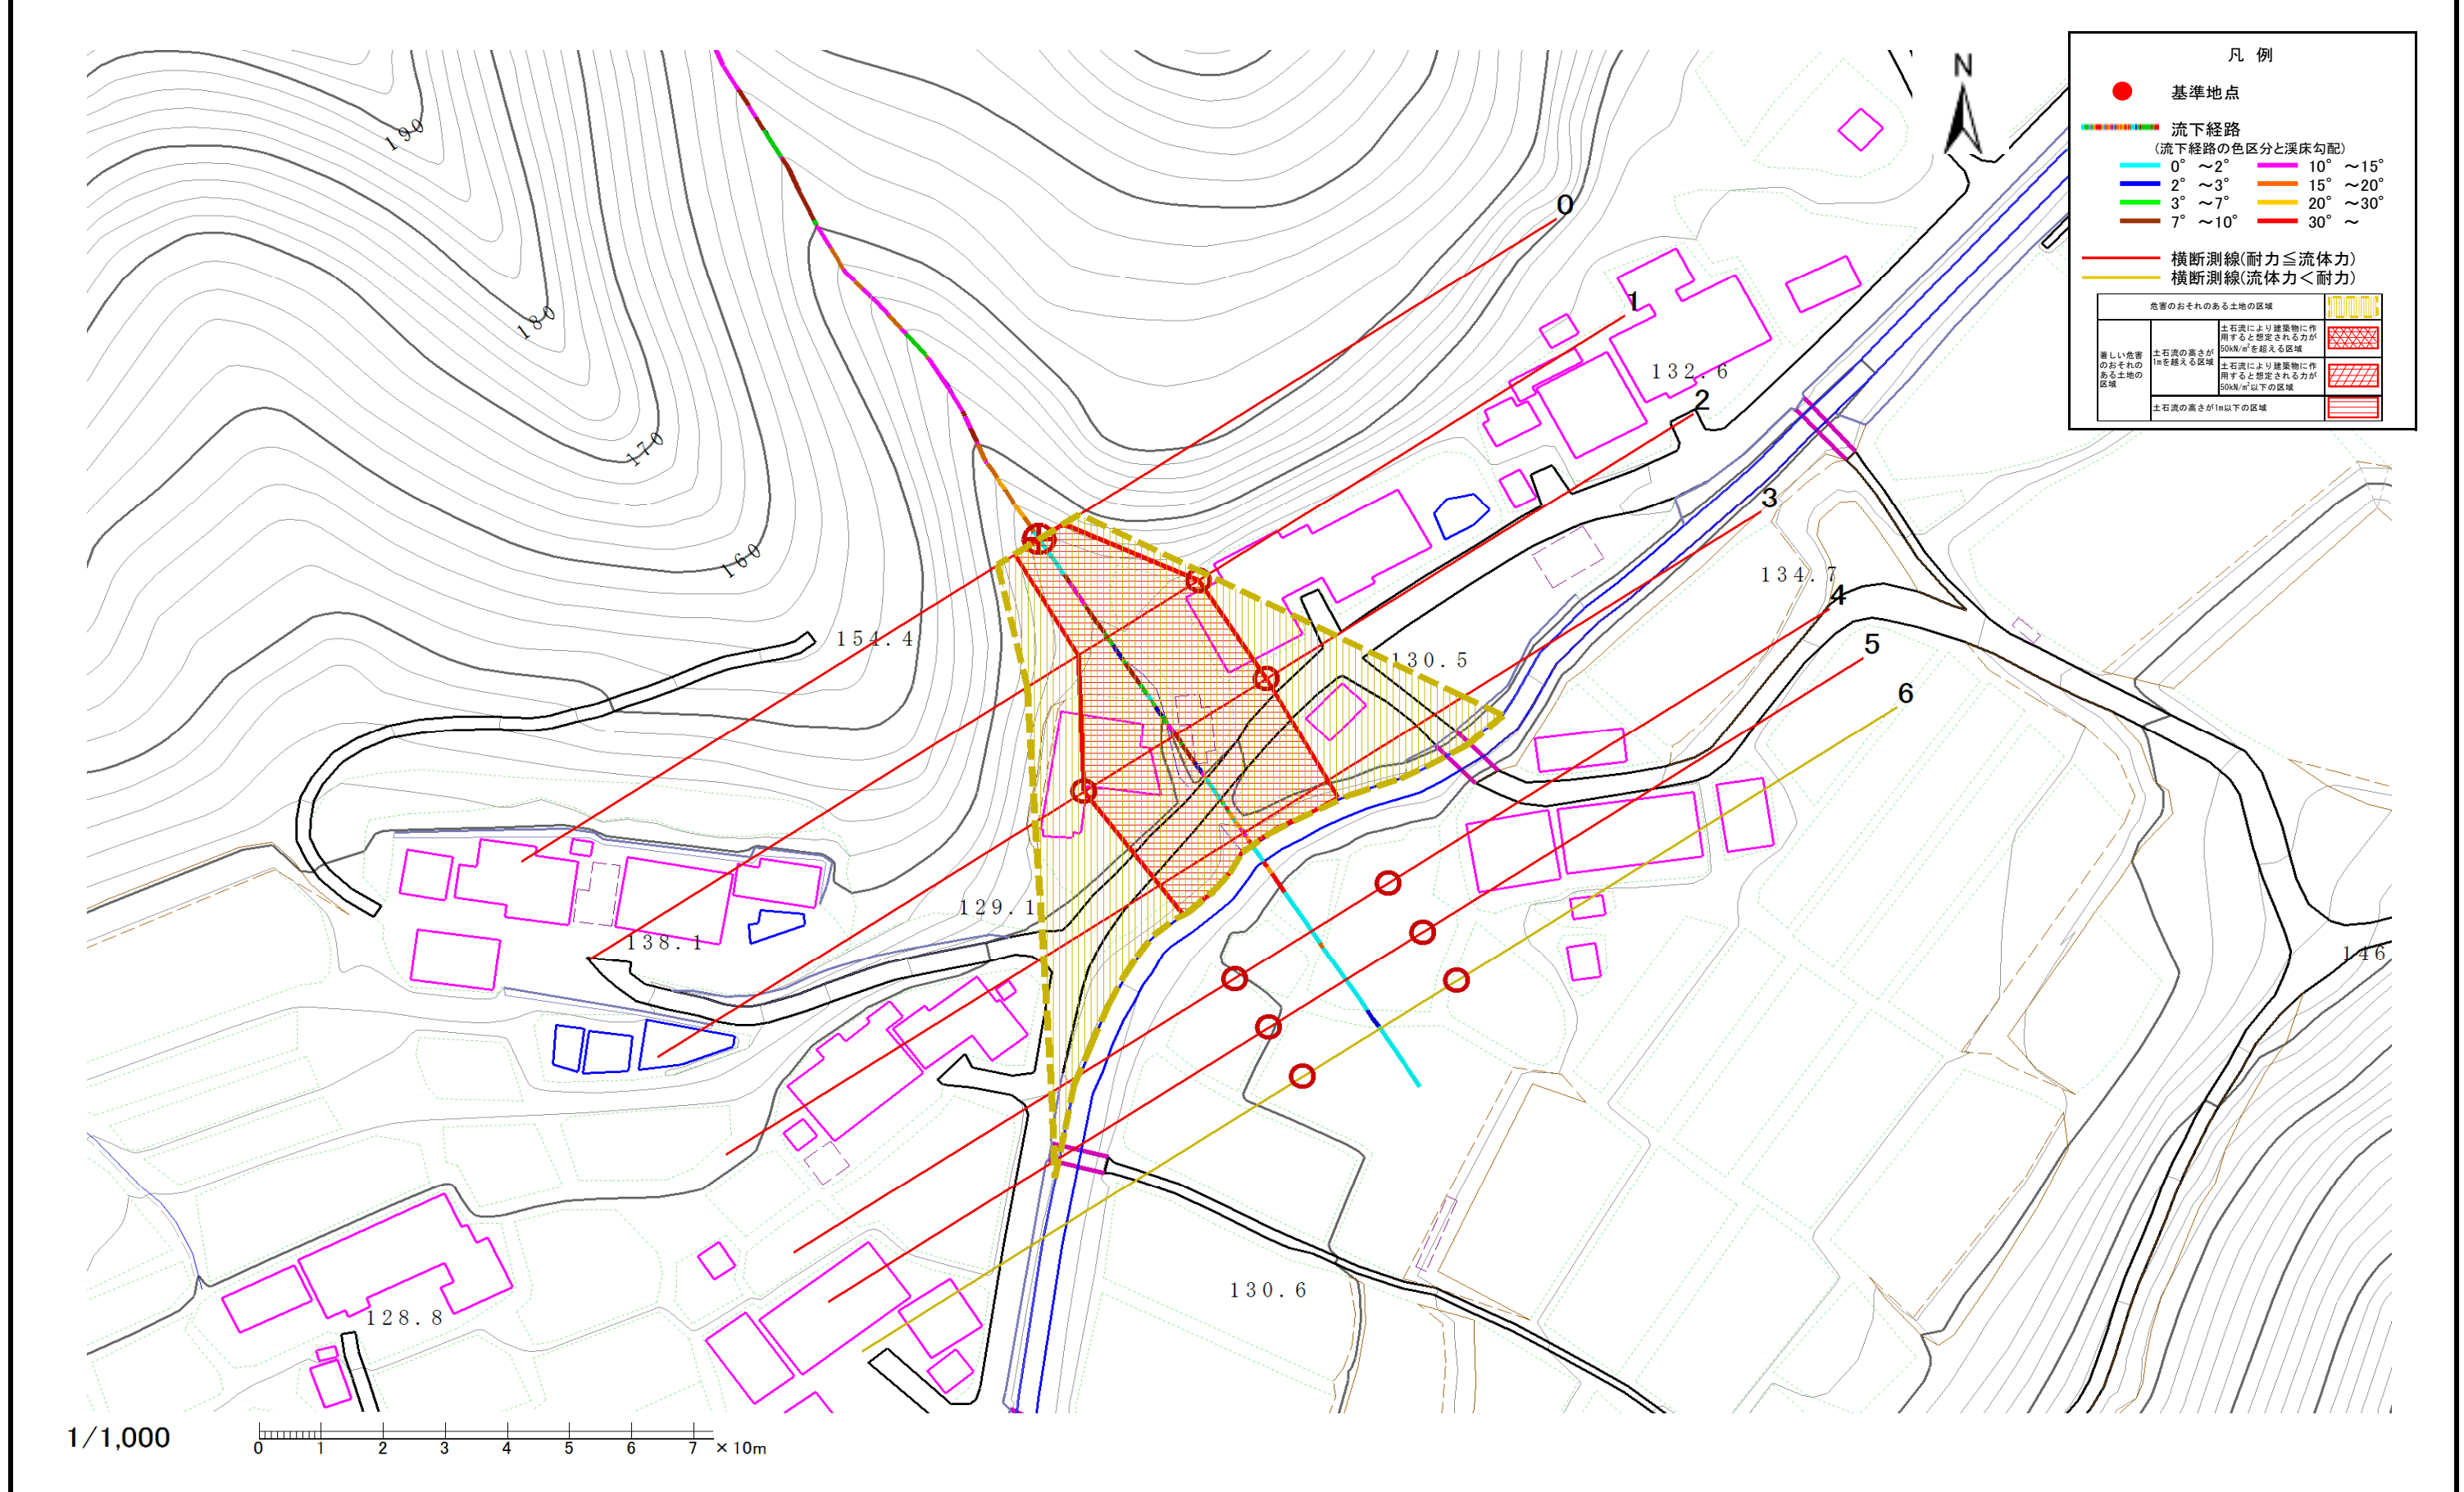 N
凡 例
基準地点
流下経路
(流下経路の色区分と渓床勾配)
0° ～2° 10° ～15°
2° ～3° 15° ～20°
3° ～7° 20° ～30°
7° ～10° 30° ～
横断測線(耐力≦流体力)
横断測線(流体力＜耐力)
危害のおそれのある土地の区域
著しい危害
のおそれの
ある土地の
区域
土石流の高さが
1mを越える区域
土石流により建築物に作
用すると想定される力が
50kN/m²を超える区域
土石流により建築物に作
用すると想定される力が
50kN/m²以下の区域
土石流の高さが1m以下の区域
190
180
170
160
0
1
132.6
2
3
134.7
4
154.4
130.5
5
6
129.1
138.1
146
130.6
128.8
1/1,000
0 1 2 3 4 5 6 7 ×10m